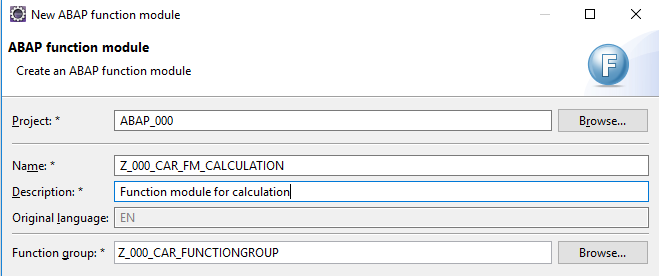 New ABAP function module
ABAP function module
Create an ABAP function module
F
Project: * ABAP_000 Browse...
Name: * Z_000_CAR_FM_CALCULATION
Description: * Function module for calculation
Original language: EN
Function group: * Z_000_CAR_FUNCTIONGROUP Browse...